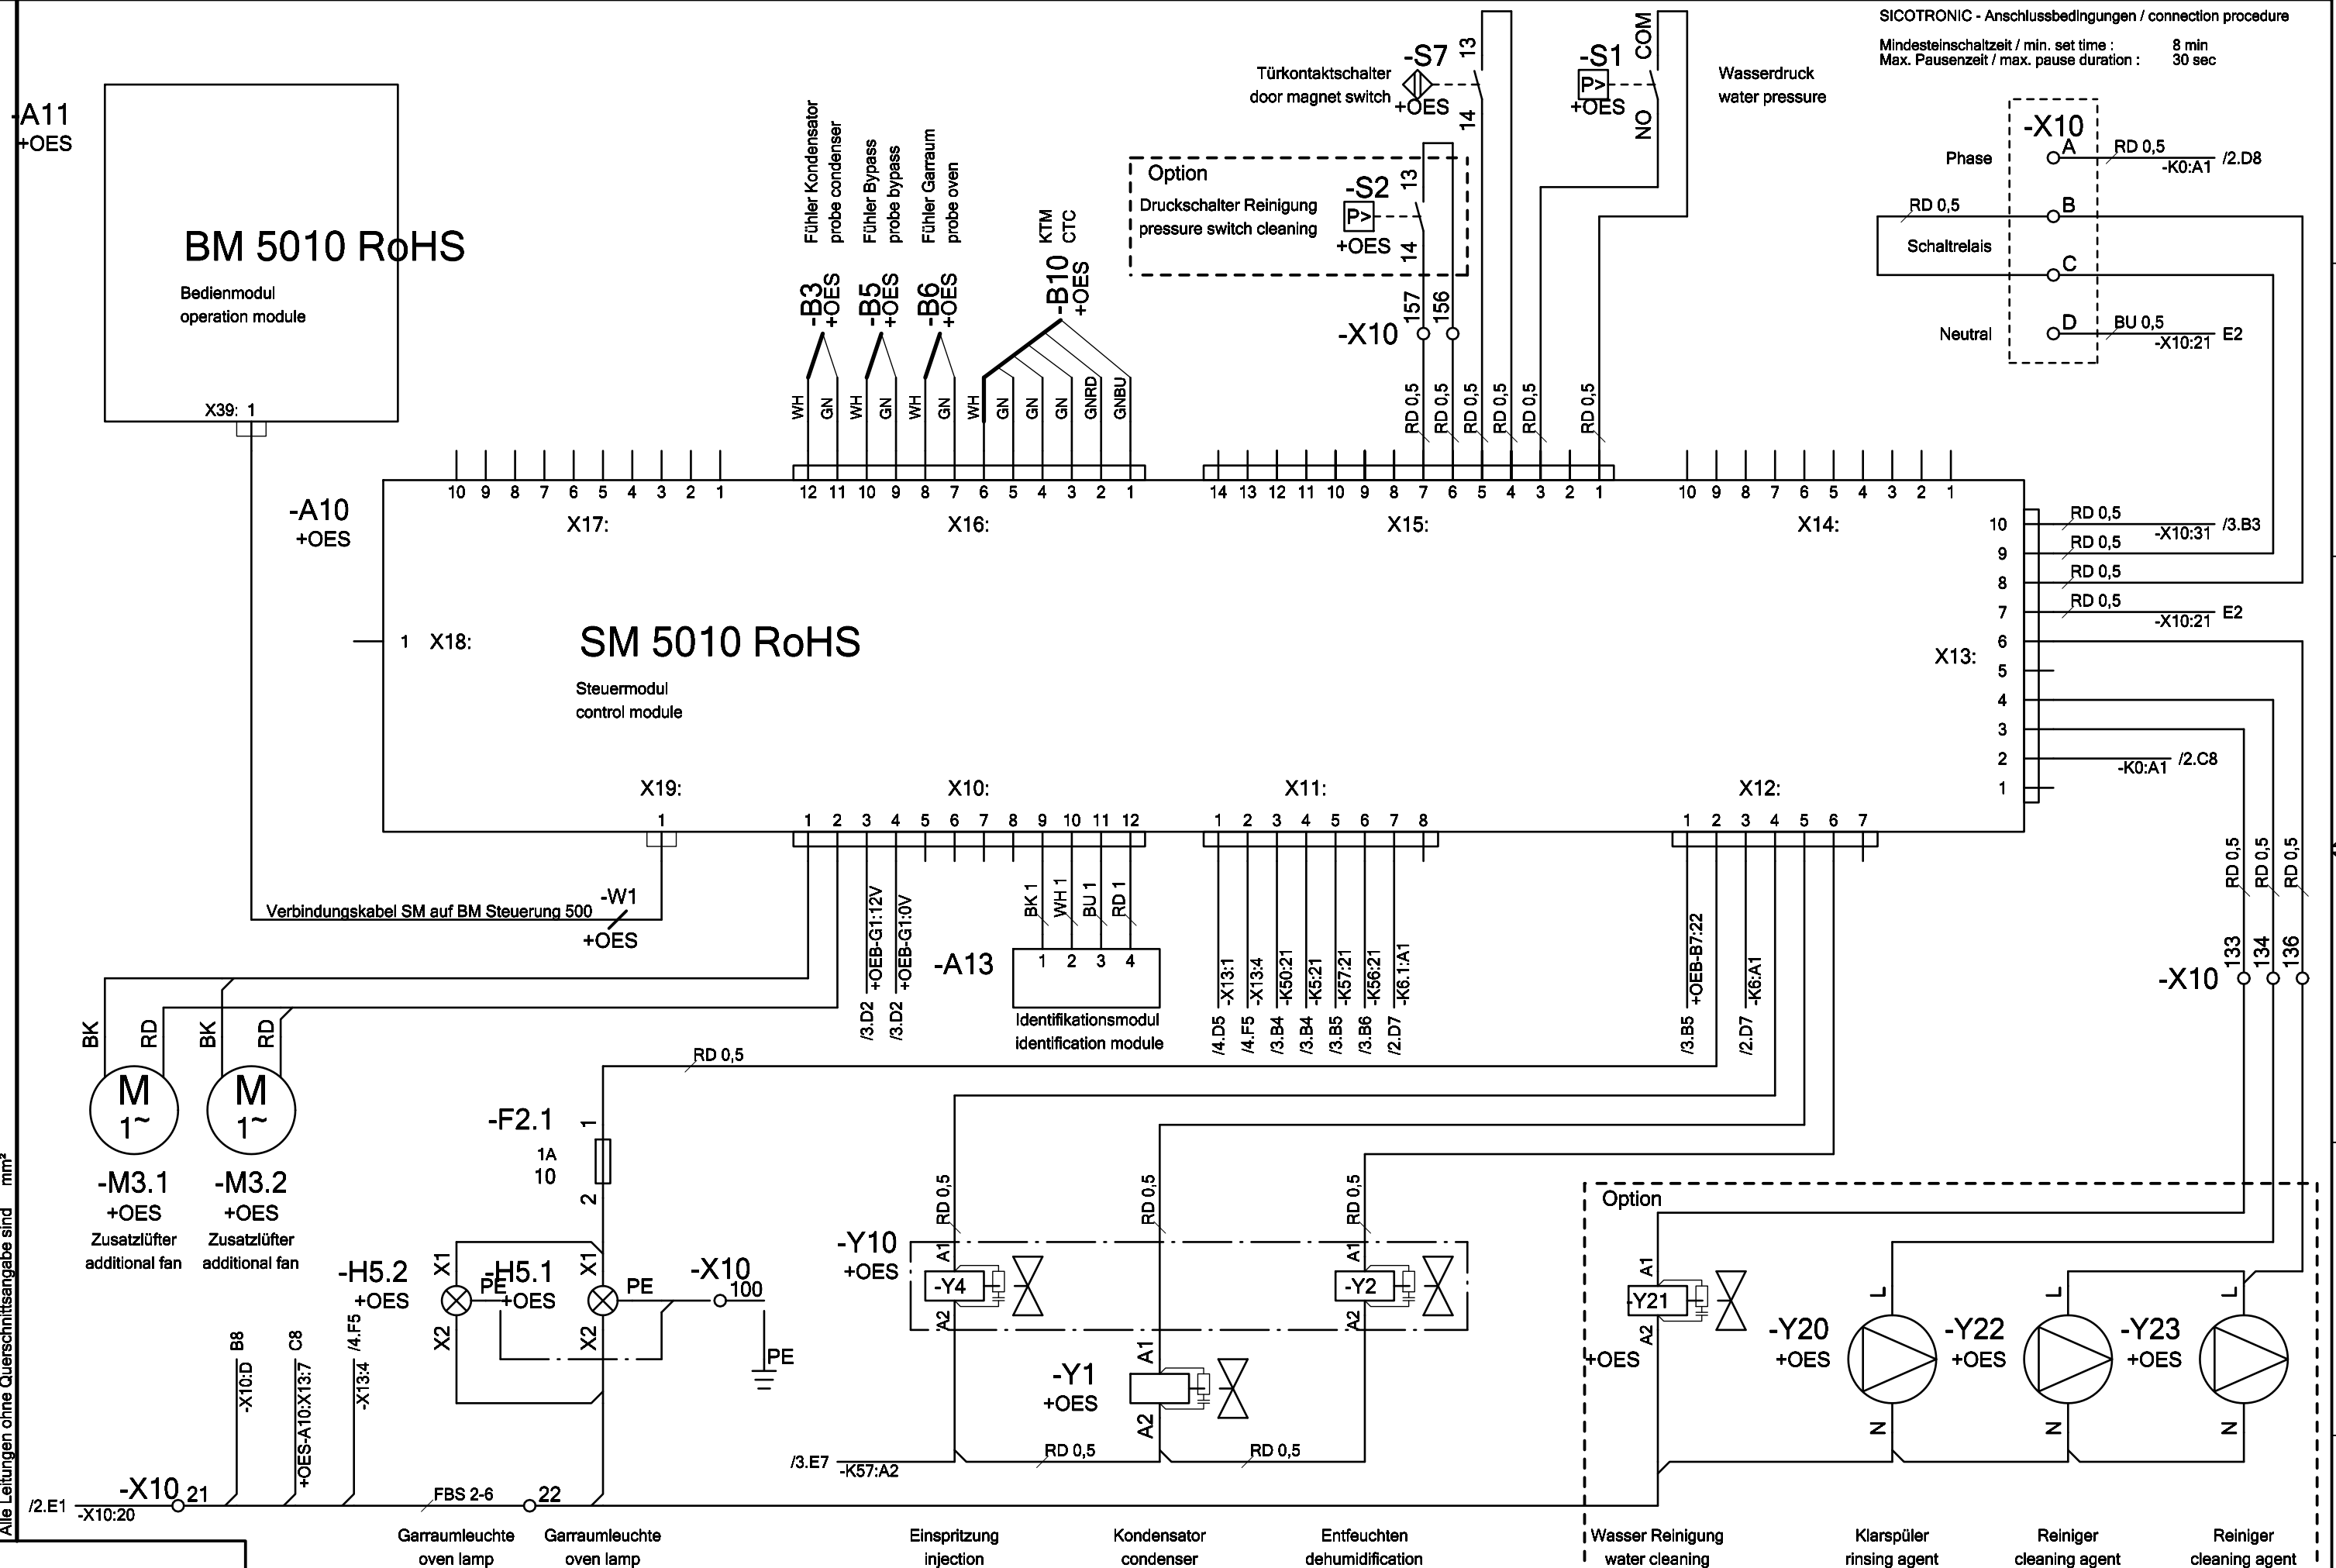 SICOTRONIC - Anschlussbedingungen / connection procedure
Mindesteinschaltzeit / min. set time : 8 min
Max. Pausenzeit / max. pause duration : 30 sec
-A11
+OES
BM 5010 RoHS
Bedienmodul
operation module
X39: 1
Fühler Kondensator
probe condenser
Fühler Bypass
probe bypass
Fühler Garraum
probe oven
KTM
CTC
-B3
+OES
-B5
+OES
-B6
+OES
-B10
+OES
WH
GN
WH
GN
WH
GN
WH
GN
GN
GN
GNRD
GNBU
Türkontaktschalter
door magnet switch
-S7
+OES
13
14
-S1
P>
+OES
COM
NO
Wasserdruck
water pressure
Option
Druckschalter Reinigung
pressure switch cleaning
-S2
P>
+OES
13
14
-X10
157
156
RD 0,5
RD 0,5
RD 0,5
RD 0,5
RD 0,5
RD 0,5
-X10
Phase
A
RD 0,5
-K0:A1
/2.D8
RD 0,5
B
Schaltrelais
C
Neutral
D
BU 0,5
-X10:21
E2
-A10
+OES
10 9 8 7 6 5 4 3 2 1
X17:
12 11 10 9 8 7 6 5 4 3 2 1
X16:
14 13 12 11 10 9 8 7 6 5 4 3 2 1
X15:
10 9 8 7 6 5 4 3 2 1
X14:
1 X18:
SM 5010 RoHS
Steuermodul
control module
X13:
10 RD 0,5 -X10:31 /3.B3
9 RD 0,5
8 RD 0,5
7 RD 0,5 -X10:21 E2
6
5
4
3
2 -K0:A1 /2.C8
1
X19:
1
X10:
1 2 3 4 5 6 7 8 9 10 11 12
X11:
1 2 3 4 5 6 7 8
X12:
1 2 3 4 5 6 7
Verbindungskabel SM auf BM Steuerung 500
-W1
+OES
/3.D2 +OEB-G1:12V
/3.D2 +OEB-G1:0V
BK 1
WH 1
BU 1
RD 1
-A13
1 2 3 4
Identifikationsmodul
identification module
/4.D5 -X13:1
/4.F5 -X13:4
/3.B4 -K50:21
/3.B4 -K5:21
/3.B5 -K57:21
/3.B6 -K56:21
/2.D7 -K6.1:A1
/3.B5 +OEB-B7:22
/2.D7 -K6:A1
RD 0,5
RD 0,5
RD 0,5
-X10
133
134
136
BK
RD
BK
RD
M
1~
M
1~
-M3.1
+OES
Zusatzlüfter
additional fan
-M3.2
+OES
Zusatzlüfter
additional fan
RD 0,5
-F2.1
1A
10
1
2
-H5.2
+OES
X1
X2
PE
-H5.1
+OES
X1
X2
PE
-X10
100
PE
RD 0,5
RD 0,5
RD 0,5
-Y10
+OES
A1
-Y4
A2
A1
-Y2
A2
-Y1
+OES
A1
A2
/3.E7
-K57:A2
RD 0,5
RD 0,5
Option
A1
-Y21
A2
+OES
-Y20
+OES
L
N
-Y22
+OES
L
N
-Y23
+OES
L
N
B8
-X10:D
C8
+OES-A10:X13:7
/4.F5
-X13:4
/2.E1
-X10:20
-X10
21
FBS 2-6
22
Garraumleuchte
oven lamp
Garraumleuchte
oven lamp
Einspritzung
injection
Kondensator
condenser
Entfeuchten
dehumidification
Wasser Reinigung
water cleaning
Klarspüler
rinsing agent
Reiniger
cleaning agent
Reiniger
cleaning agent
Alle Leitungen ohne Querschnittsangabe sind mm²